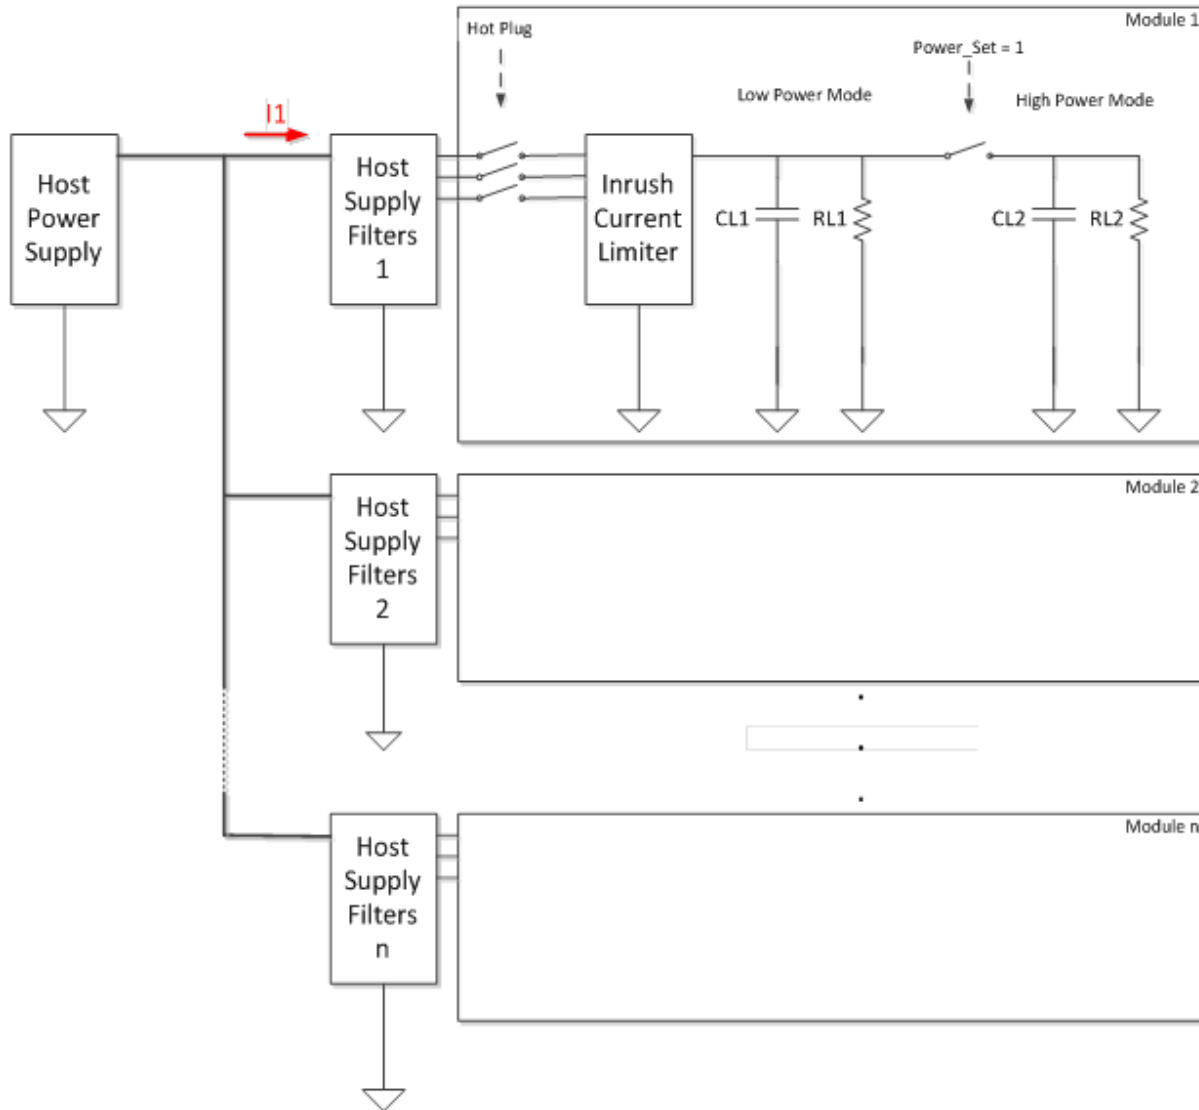 Module 1
Hot Plug
Power_Set = 1
Low Power Mode
High Power Mode
I1
Host
Power
Supply
Host
Supply
Filters
1
Inrush
Current
Limiter
CL1
RL1
CL2
RL2
Module 2
Host
Supply
Filters
2
Module n
Host
Supply
Filters
n